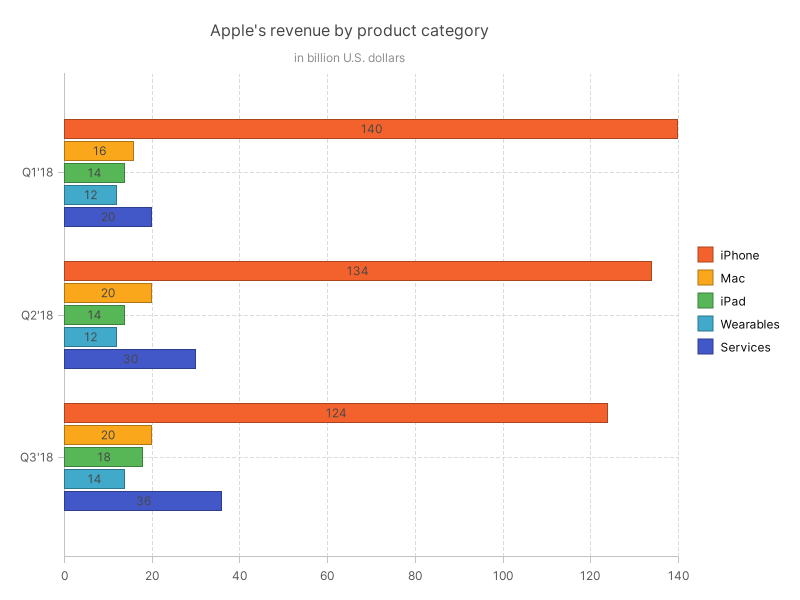 Apple's revenue by product category
in billion U.S. dollars
140
16
Q1'18
14
12
20
134
20
Q2'18
14
12
30
124
20
Q3'18
18
14
36
0 20 40 60 80 100 120 140
iPhone
Mac
iPad
Wearables
Services